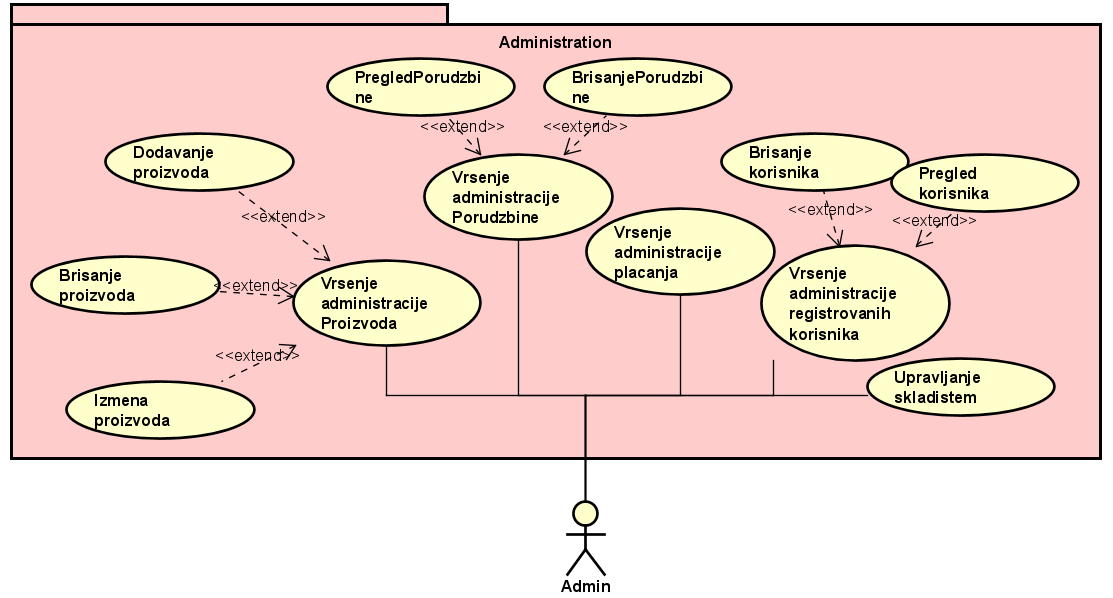 Administration
PregledPorudzbi
ne
BrisanjePorudzbi
ne
<<extend>>
<<extend>>
Dodavanje
proizvoda
Brisanje
korisnika
Pregled
korisnika
Vrsenje
administracije
Porudzbine
<<extend>>
<<extend>>
<<extend>>
Vrsenje
administracije
placanja
Brisanje
proizvoda
<<extend>>
Vrsenje
administracije
Proizvoda
Vrsenje
administracije
registrovanih
korisnika
<<extend>>
Izmena
proizvoda
Upravljanje
skladistem
Admin